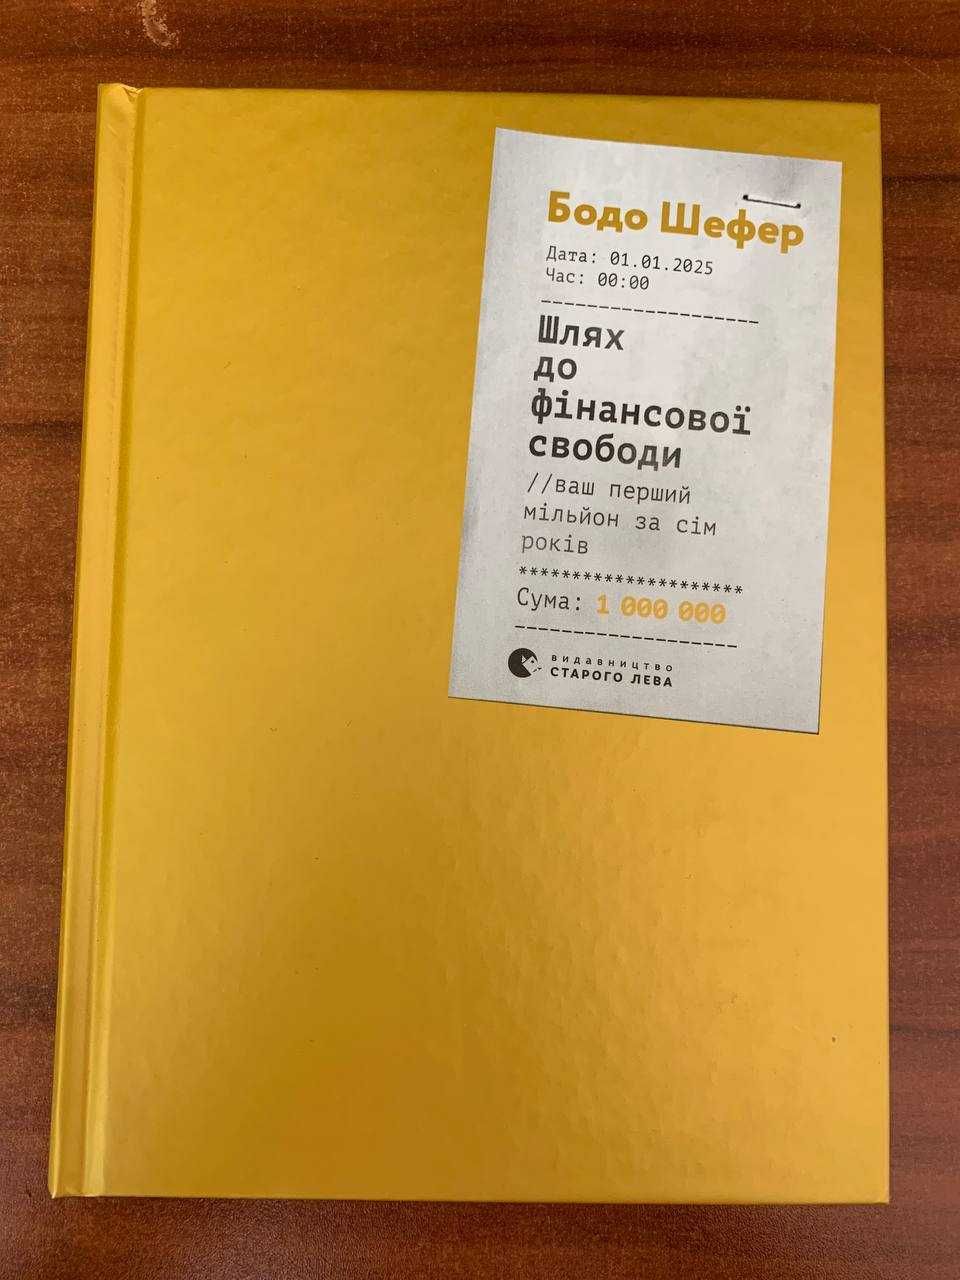 Бодо Шефер
Дата: 01.01.2025
Час: 00:00
-------------------
Шлях
до
фінансової
свободи
//ваш перший
мільйон за сім
років
*********************
Сума: 1 000 000
-------------------
видавництво
СТАРОГО ЛЕВА